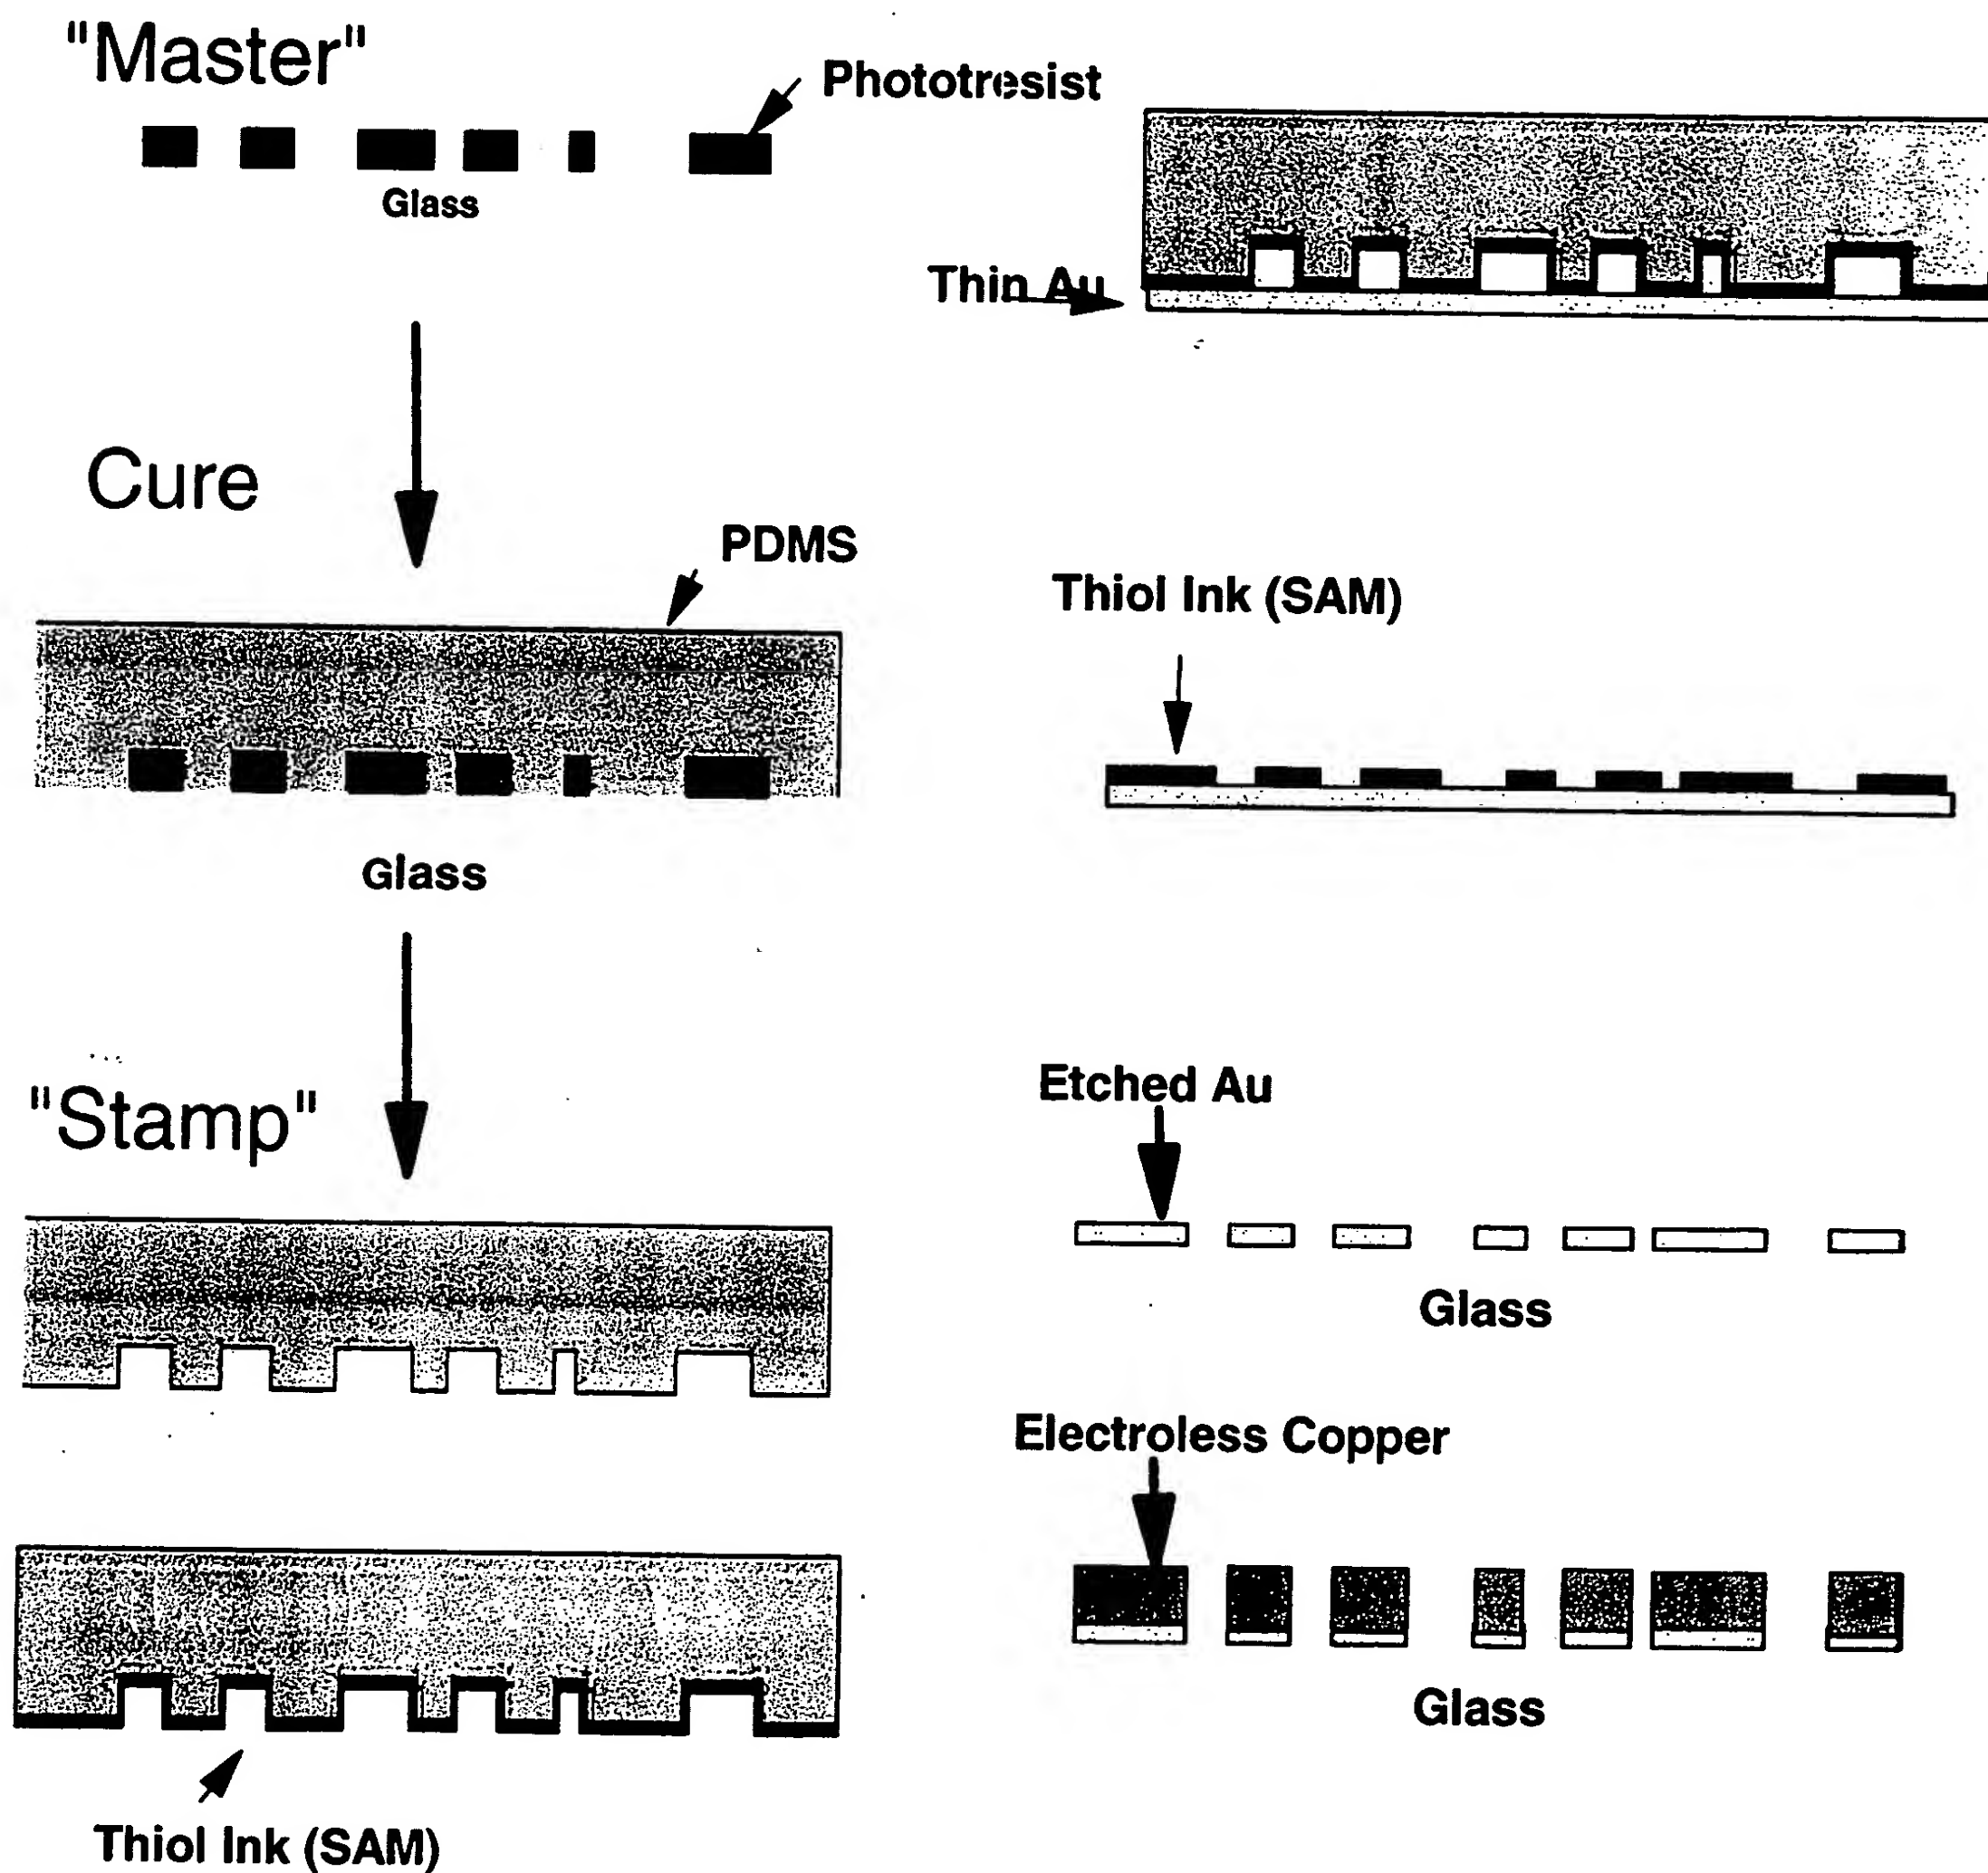 "Master"
Phototresist
Glass
Cure
PDMS
Glass
"Stamp"
Thiol Ink (SAM)
Thin Au
Thiol Ink (SAM)
Etched Au
Glass
Electroless Copper
Glass